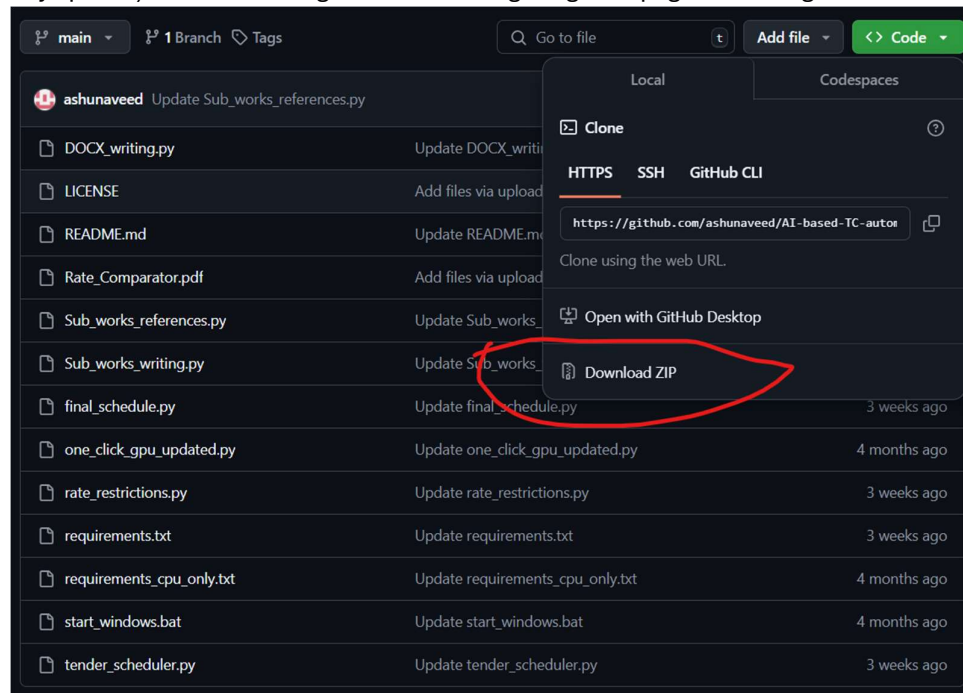 main 1 Branch Tags Go to file t Add file <> Code
Local Codespaces
ashunaveed Update Sub_works_references.py
Clone
DOCX_writing.py Update DOCX_writi
HTTPS SSH GitHub CLI
LICENSE Add files via upload
https://github.com/ashunaveed/AI-based-TC-autom
README.md Update README.m
Clone using the web URL.
Rate_Comparator.pdf Add files via upload
Sub_works_references.py Update Sub_works_
Open with GitHub Desktop
Sub_works_writing.py Update Sub_works_
Download ZIP
final_schedule.py Update final_schedule.py 3 weeks ago
one_click_gpu_updated.py Update one_click_gpu_updated.py 4 months ago
rate_restrictions.py Update rate_restrictions.py 3 weeks ago
requirements.txt Update requirements.txt 3 weeks ago
requirements_cpu_only.txt Update requirements_cpu_only.txt 4 months ago
start_windows.bat Update start_windows.bat 4 months ago
tender_scheduler.py Update tender_scheduler.py 3 weeks ago